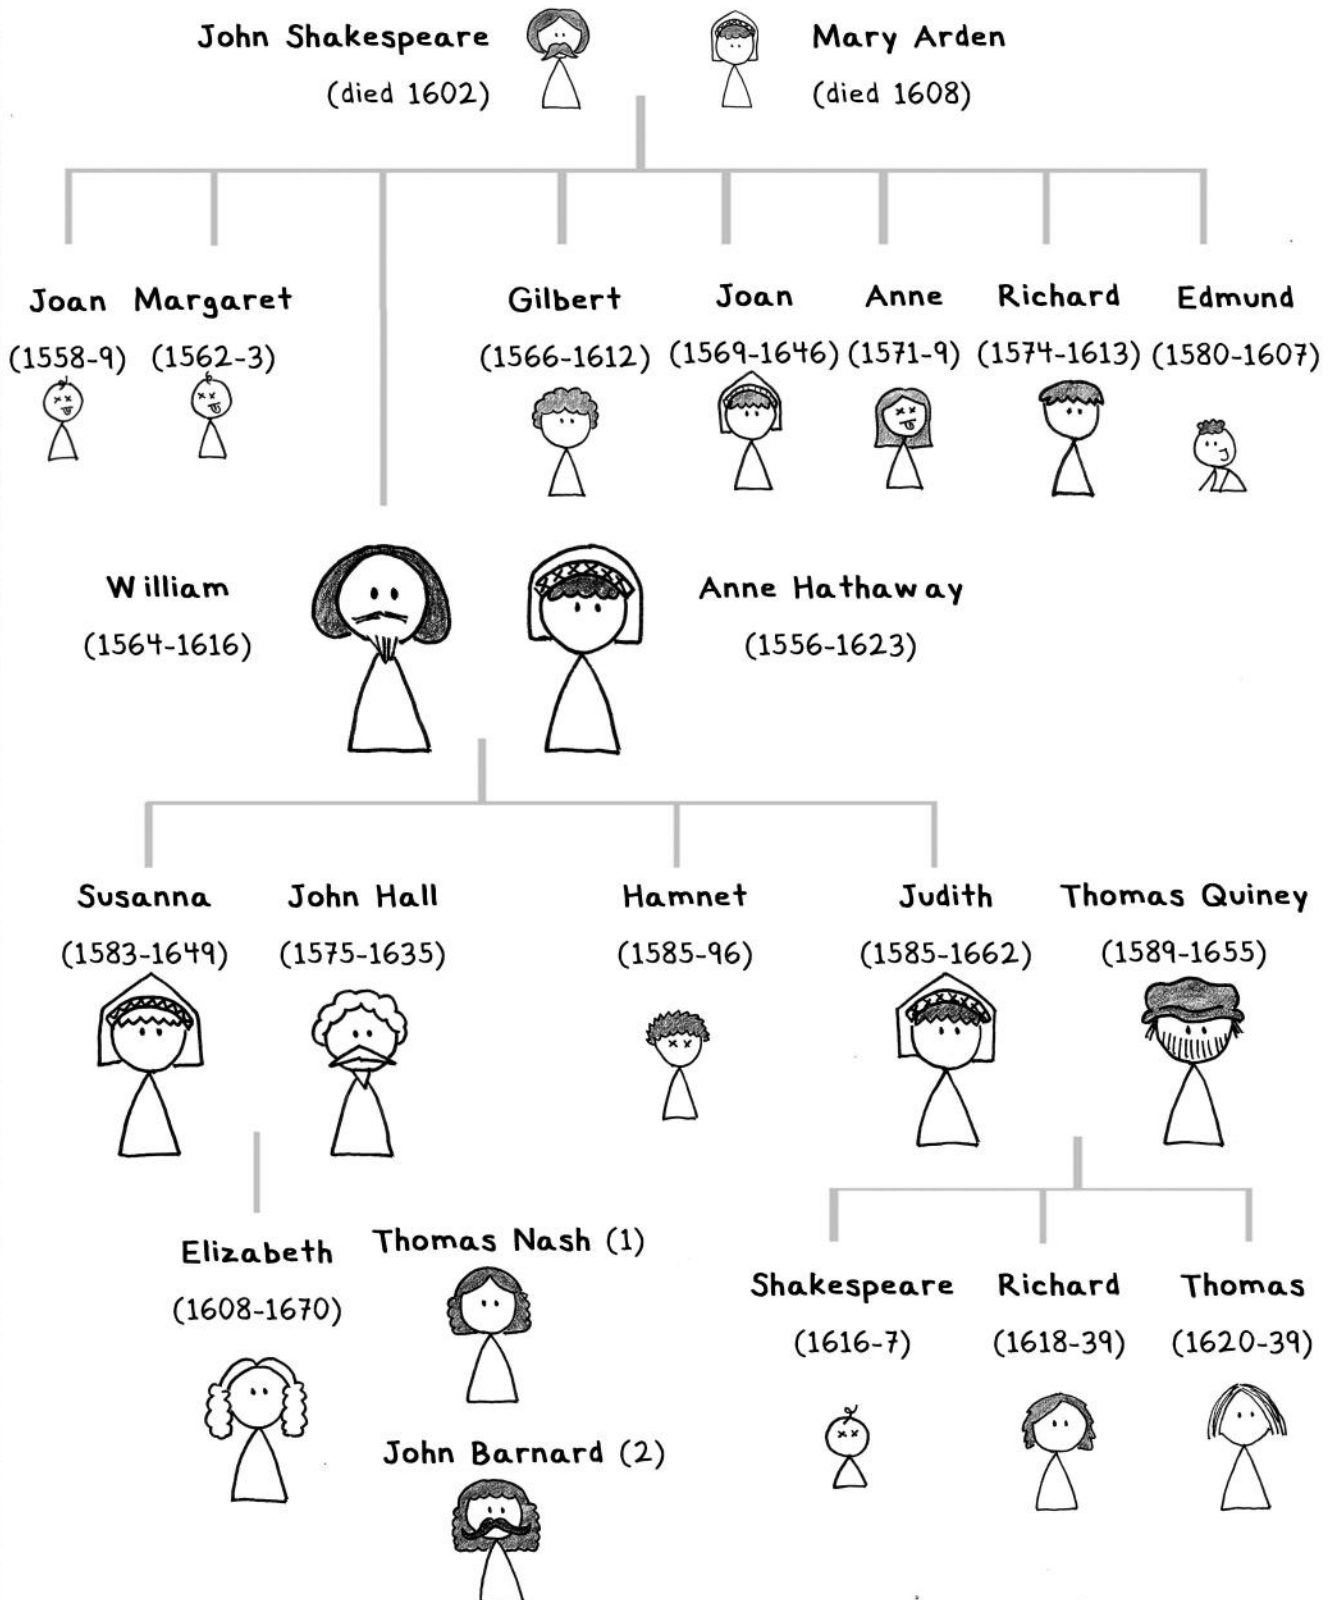 John Shakespeare
(died 1602)
Mary Arden
(died 1608)
Joan
(1558-9)
Margaret
(1562-3)
Gilbert
(1566-1612)
Joan
(1569-1646)
Anne
(1571-9)
Richard
(1574-1613)
Edmund
(1580-1607)
William
(1564-1616)
Anne Hathaway
(1556-1623)
Susanna
(1583-1649)
John Hall
(1575-1635)
Hamnet
(1585-96)
Judith
(1585-1662)
Thomas Quiney
(1589-1655)
Elizabeth
(1608-1670)
Thomas Nash (1)
John Barnard (2)
Shakespeare
(1616-7)
Richard
(1618-39)
Thomas
(1620-39)